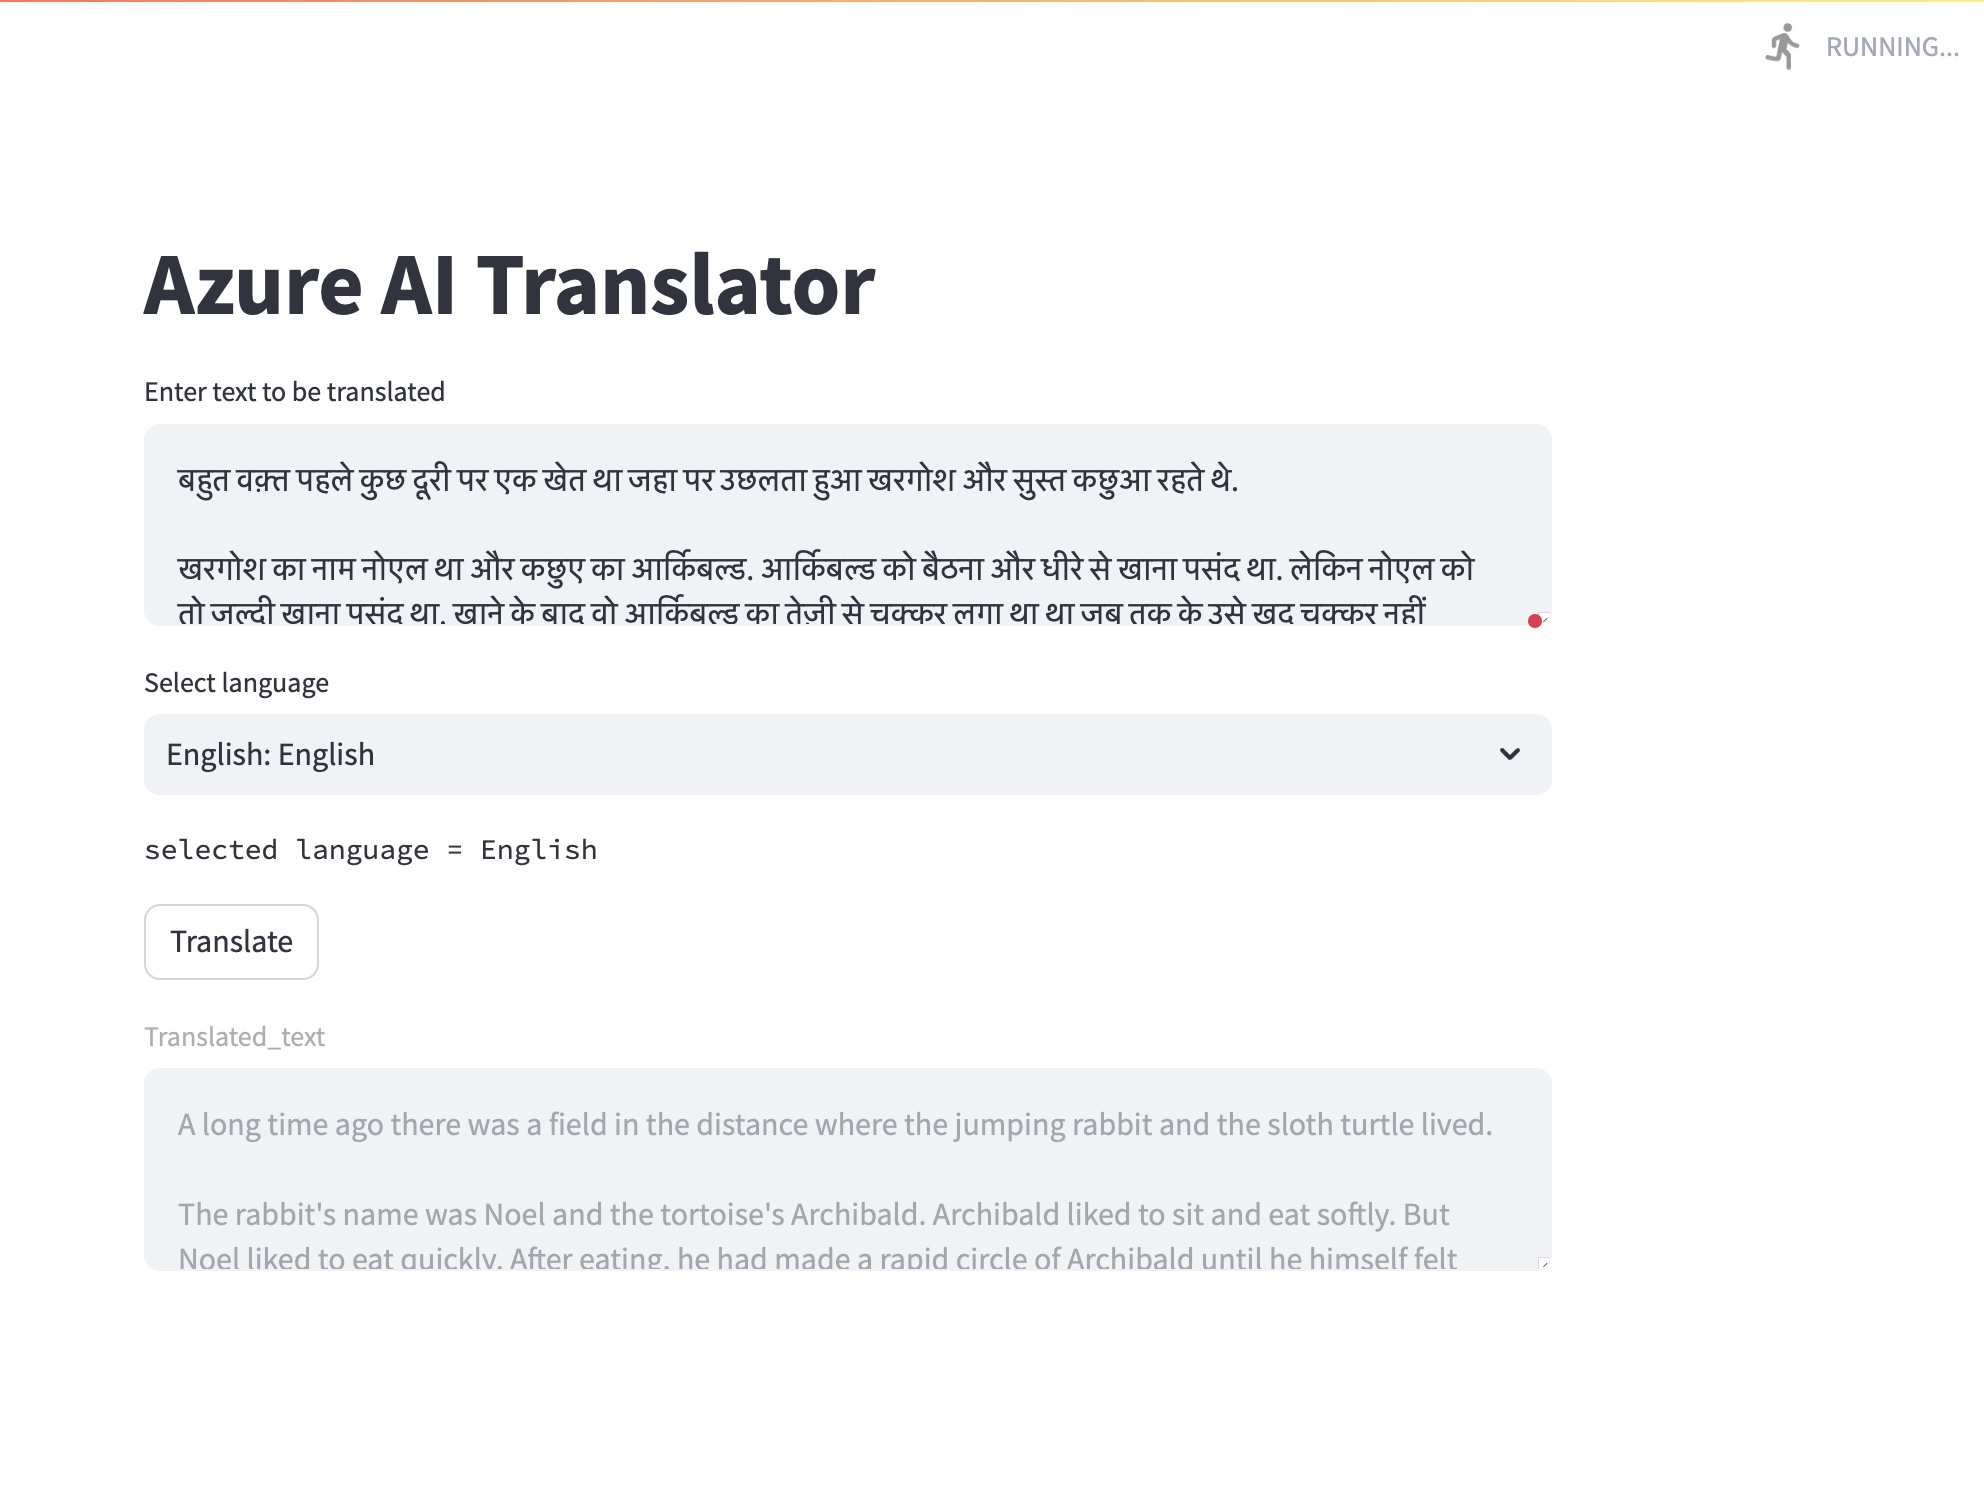 RUNNING...
Azure AI Translator
Enter text to be translated
बहुत वक़्त पहले कुछ दूरी पर एक खेत था जहा पर उछलता हुआ खरगोश और सुस्त कछुआ रहते थे.
खरगोश का नाम नोएल था और कछुए का आर्किबल्ड. आर्किबल्ड को बैठना और धीरे से खाना पसंद था. लेकिन नोएल को
तो जल्दी खाना पसंद था. खाने के बाद वो आर्किबल्ड का तेज़ी से चक्कर लगा था था जब तक के उसे खुद चक्कर नहीं
Select language
English: English
selected language = English
Translate
Translated_text
A long time ago there was a field in the distance where the jumping rabbit and the sloth turtle lived.
The rabbit's name was Noel and the tortoise's Archibald. Archibald liked to sit and eat softly. But
Noel liked to eat quickly. After eating, he had made a rapid circle of Archibald until he himself felt